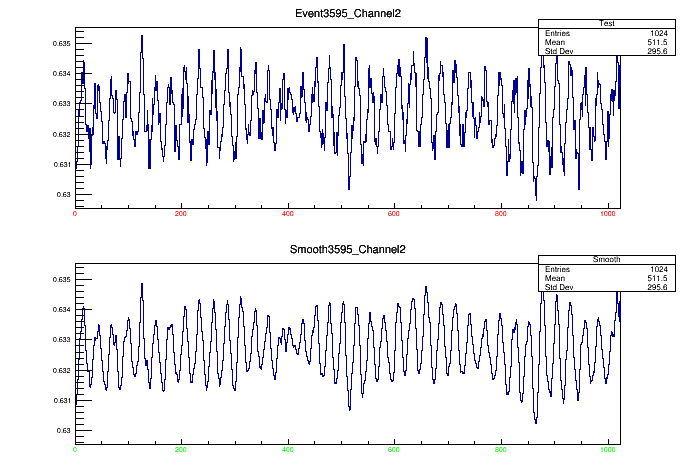 Event3595_Channel2
Test
Entries 1024
Mean 511.5
Std Dev 295.6
0.635
0.634
0.633
0.632
0.631
0.63
0 200 400 600 800 1000
Smooth3595_Channel2
Smooth
Entries 1024
Mean 511.5
Std Dev 295.6
0.635
0.634
0.633
0.632
0.631
0.63
0 200 400 600 800 1000